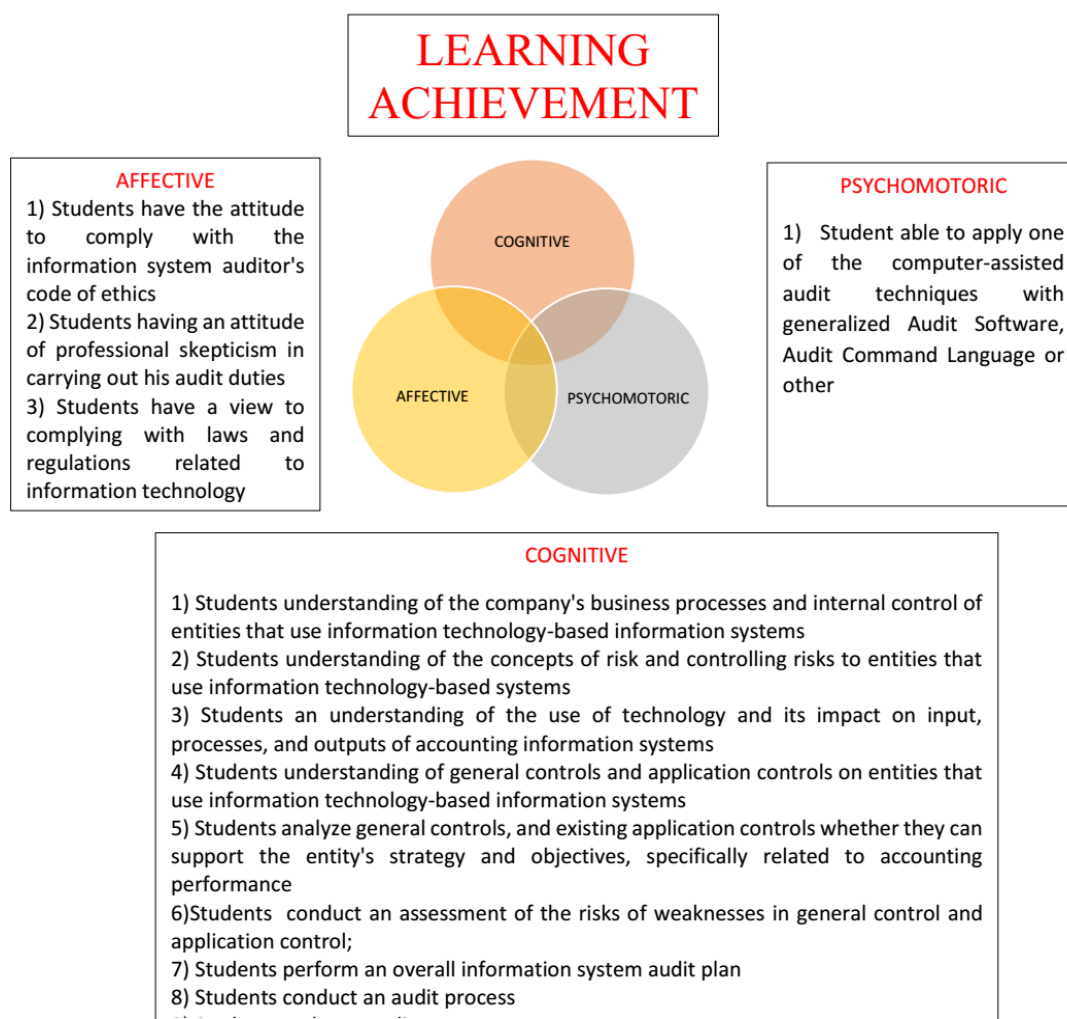 LEARNING
ACHIEVEMENT
AFFECTIVE
1) Students have the attitude
to comply with the
information system auditor's
code of ethics
2) Students having an attitude
of professional skepticism in
carrying out his audit duties
3) Students have a view to
complying with laws and
regulations related to
information technology
COGNITIVE
AFFECTIVE
PSYCHOMOTORIC
PSYCHOMOTORIC
1) Student able to apply one
of the computer-assisted
audit techniques with
generalized Audit Software,
Audit Command Language or
other
COGNITIVE
1) Students understanding of the company's business processes and internal control of
entities that use information technology-based information systems
2) Students understanding of the concepts of risk and controlling risks to entities that
use information technology-based systems
3) Students an understanding of the use of technology and its impact on input,
processes, and outputs of accounting information systems
4) Students understanding of general controls and application controls on entities that
use information technology-based information systems
5) Students analyze general controls, and existing application controls whether they can
support the entity's strategy and objectives, specifically related to accounting
performance
6)Students conduct an assessment of the risks of weaknesses in general control and
application control;
7) Students perform an overall information system audit plan
8) Students conduct an audit process